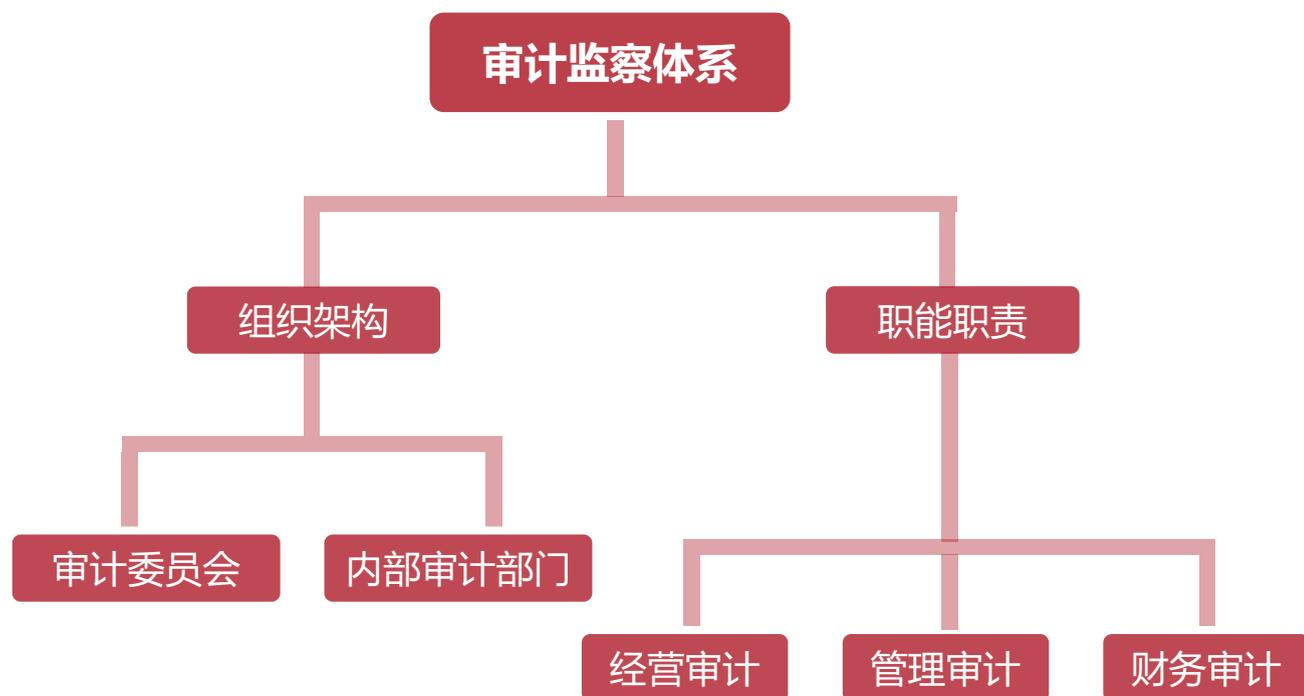 审计监察体系
组织架构
职能职责
审计委员会
内部审计部门
经营审计
管理审计
财务审计